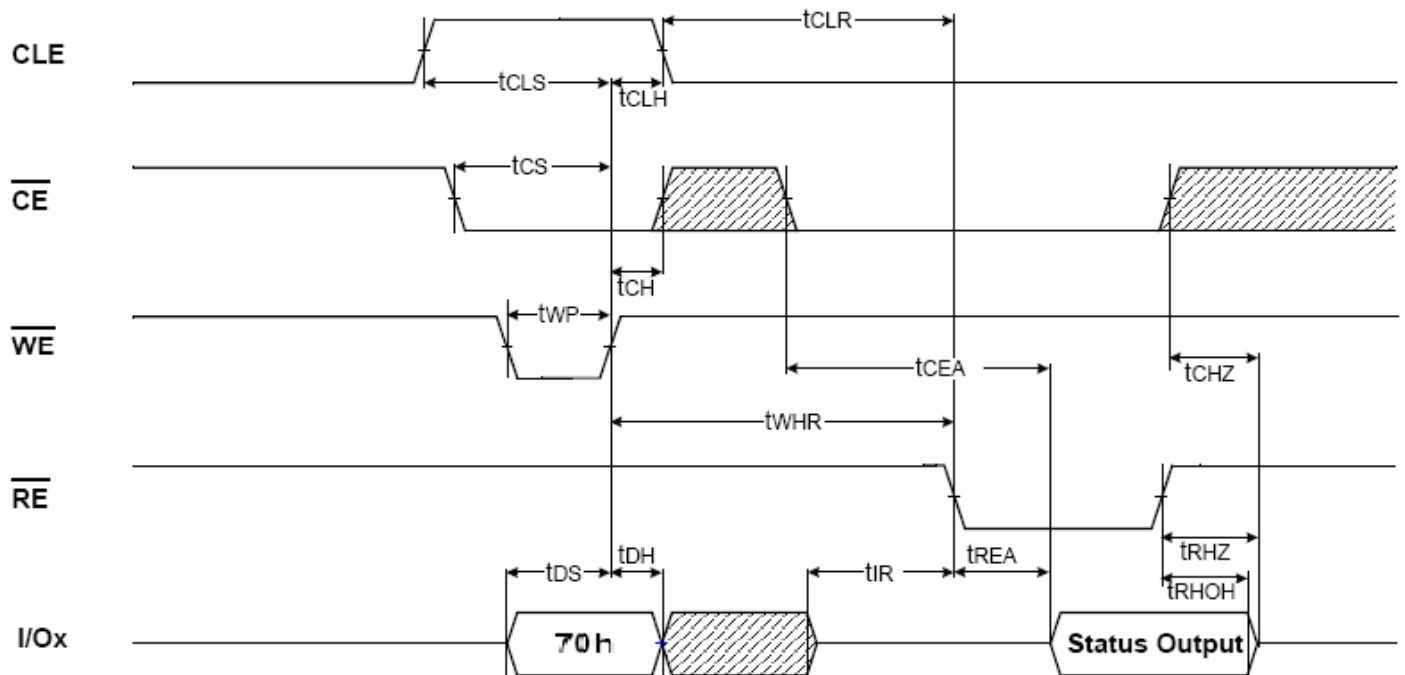 CLE
tCLR
tCLS
tCLH
CE
tCS
tCH
WE
tWP
tCEA
tCHZ
tWHR
RE
tRHZ
tDH
tREA
tDS
tIR
tRHOH
I/Ox
70h
Status Output